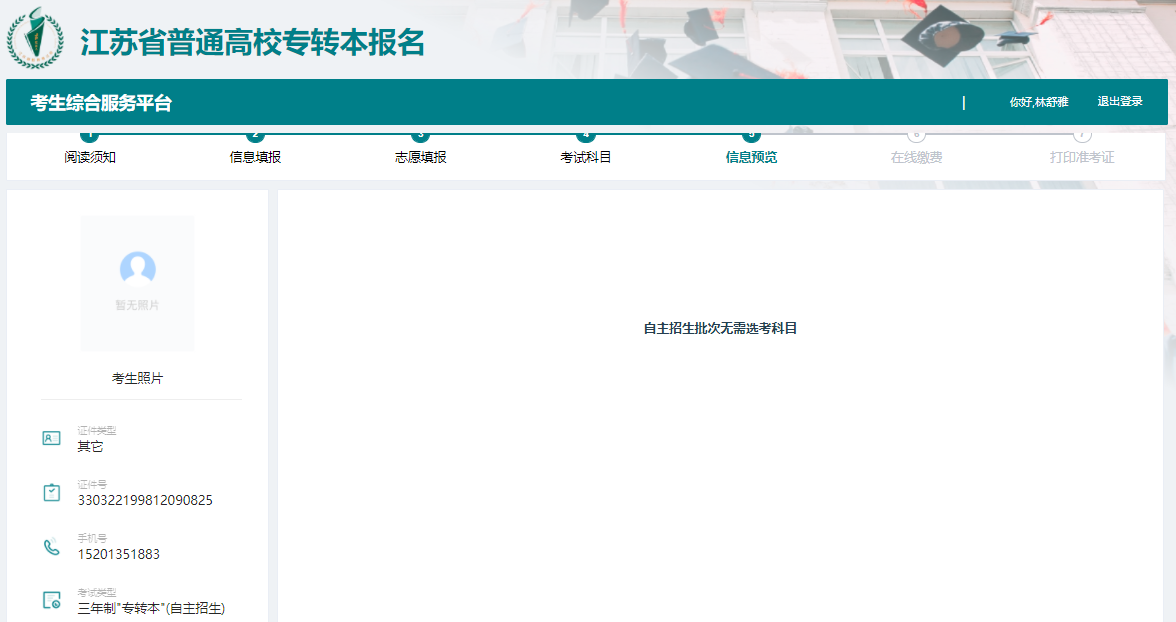 江苏省普通高校专转本报名
考生综合服务平台
你好,林舒雅
退出登录
1 2 3 4 5 6 7
阅读须知 信息填报 志愿填报 考试科目 信息预览 在线缴费 打印准考证
暂无照片
考生照片
证件类型
其它
证件号
330322199812090825
手机号
15201351883
考试类型
三年制"专转本"(自主招生)
自主招生批次无需选考科目